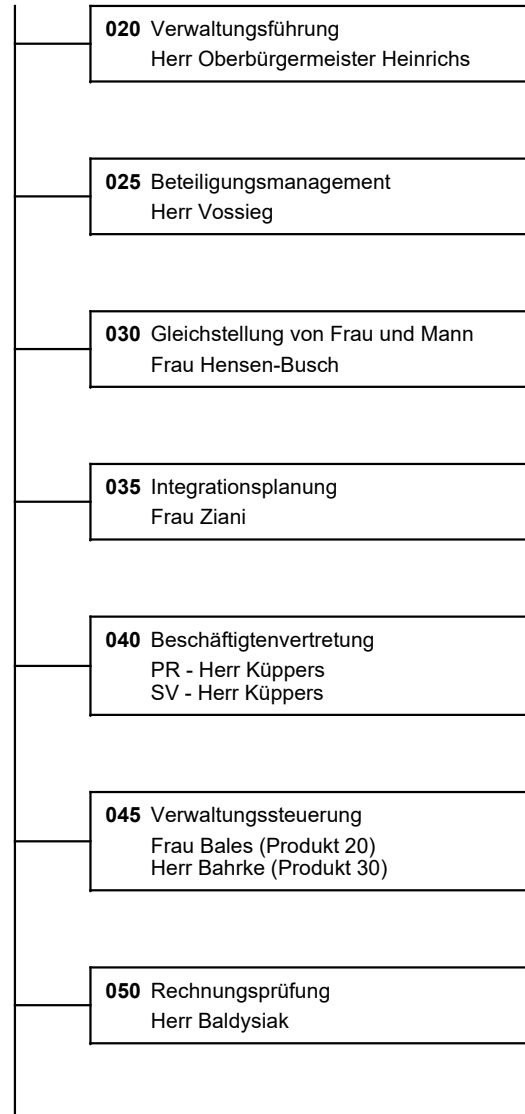 020 Verwaltungsführung
Herr Oberbürgermeister Heinrichs
025 Beteiligungsmanagement
Herr Vossieg
030 Gleichstellung von Frau und Mann
Frau Hensen-Busch
035 Integrationsplanung
Frau Ziani
040 Beschäftigtenvertretung
PR - Herr Küppers
SV - Herr Küppers
045 Verwaltungssteuerung
Frau Bales (Produkt 20)
Herr Bahrke (Produkt 30)
050 Rechnungsprüfung
Herr Baldysiak